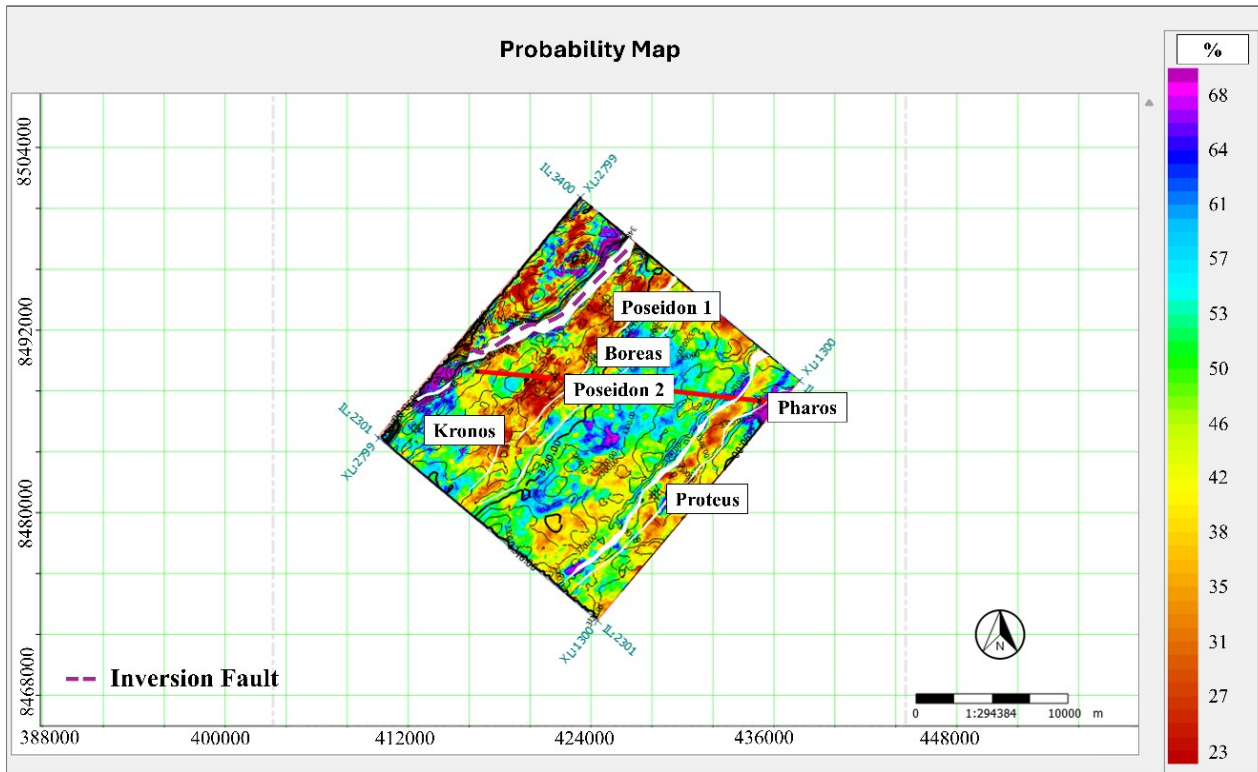 Probability Map
%
68
64
61
57
53
50
46
42
38
35
31
27
23
8504000
8492000
8480000
8468000
IL:3400
XL:2799
Poseidon 1
Boreas
XL:1300
Poseidon 2
Pharos
Kronos
IL:2301
XL:2799
3240.00
Proteus
XL:1300
IL:2301
N
Inversion Fault
0
1:294384
10000 m
388000
400000
412000
424000
436000
448000